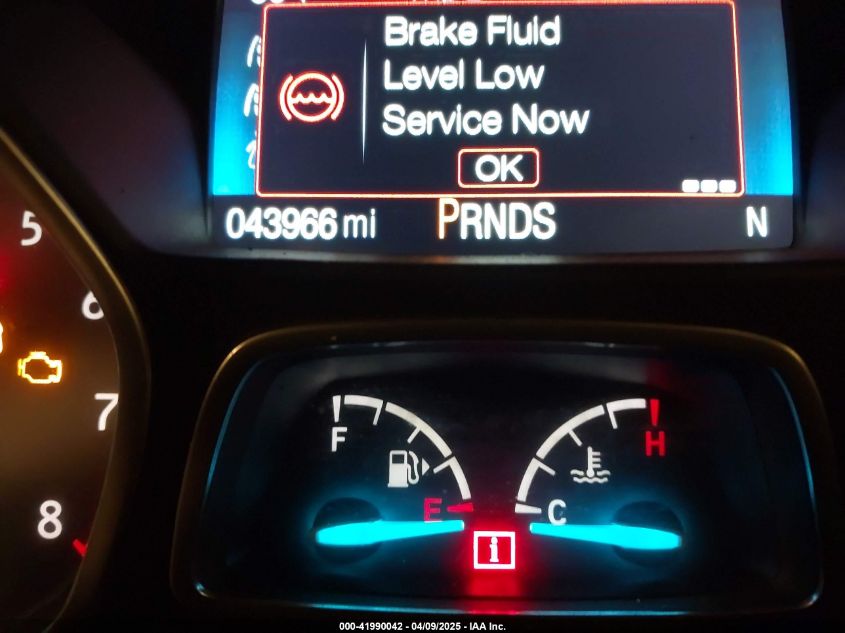 Brake Fluid
Level Low
Service Now
OK
043966 mi PRNDS N
5
6
7
8
F
E
H
C
i
000-41990042 - 04/09/2025 - IAA Inc.